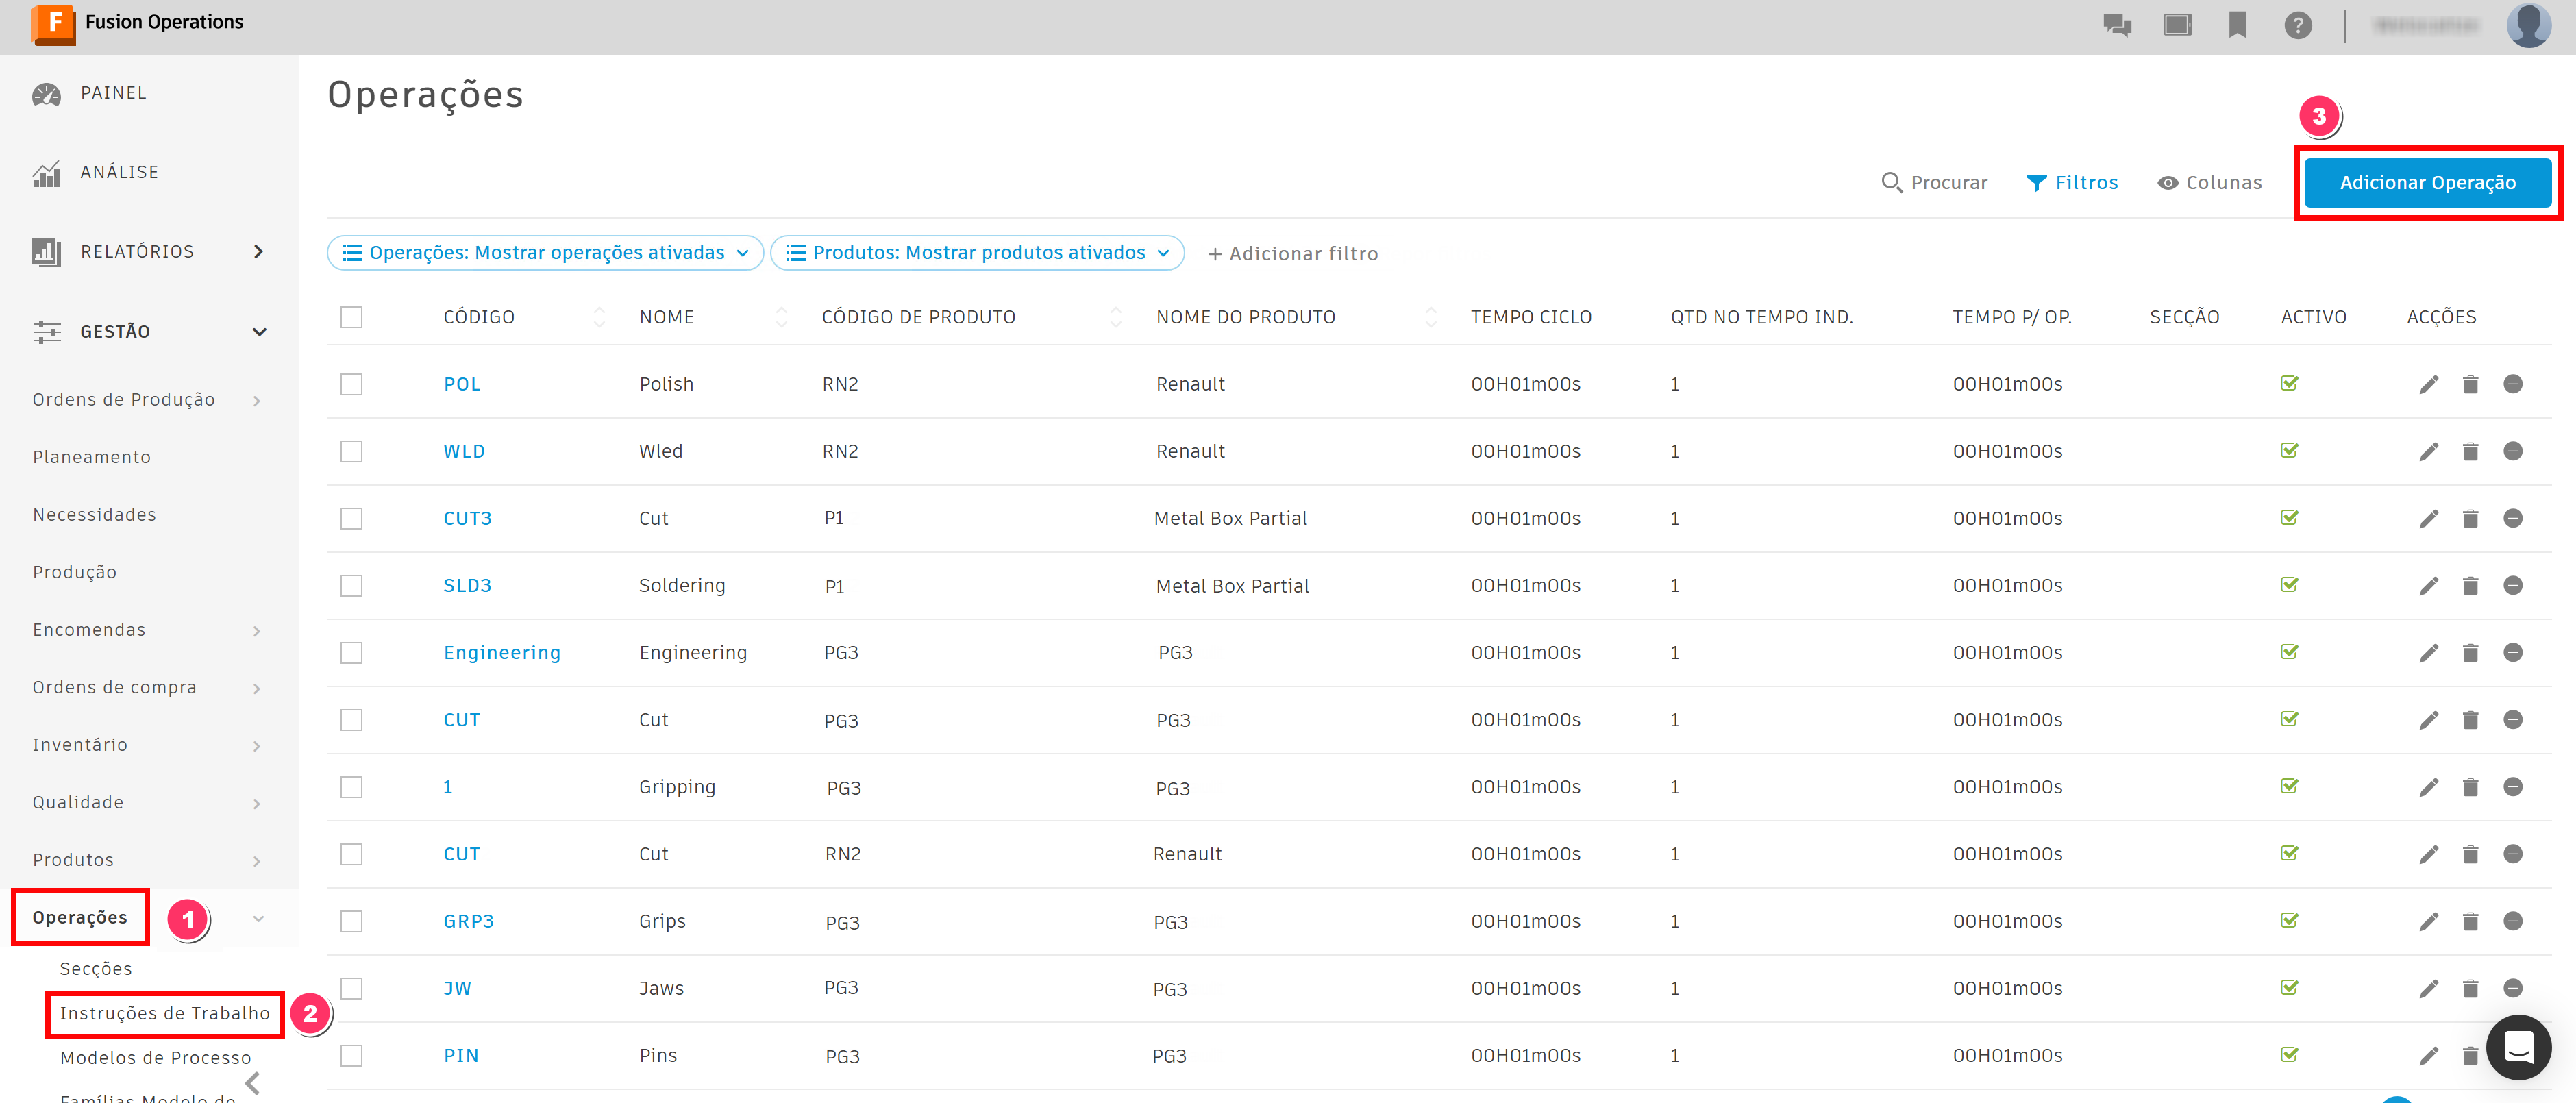 F Fusion Operations
?
PAINEL
ANÁLISE
RELATÓRIOS
GESTÃO
Ordens de Produção
Planeamento
Necessidades
Produção
Encomendas
Ordens de compra
Inventário
Qualidade
Produtos
Operações 1
Secções
Instruções de Trabalho 2
Modelos de Processo
Famílias Modelo de
Operações
3
Procurar Filtros Colunas Adicionar Operação
Operações: Mostrar operações ativadas Produtos: Mostrar produtos ativados + Adicionar filtro
CÓDIGO NOME CÓDIGO DE PRODUTO NOME DO PRODUTO TEMPO CICLO QTD NO TEMPO IND. TEMPO P/ OP. SECÇÃO ACTIVO ACÇÕES
POL Polish RN2 Renault 00H01m00s 1 00H01m00s
WLD Wled RN2 Renault 00H01m00s 1 00H01m00s
CUT3 Cut P1 Metal Box Partial 00H01m00s 1 00H01m00s
SLD3 Soldering P1 Metal Box Partial 00H01m00s 1 00H01m00s
Engineering Engineering PG3 PG3 00H01m00s 1 00H01m00s
CUT Cut PG3 PG3 00H01m00s 1 00H01m00s
1 Gripping PG3 PG3 00H01m00s 1 00H01m00s
CUT Cut RN2 Renault 00H01m00s 1 00H01m00s
GRP3 Grips PG3 PG3 00H01m00s 1 00H01m00s
JW Jaws PG3 PG3 00H01m00s 1 00H01m00s
PIN Pins PG3 PG3 00H01m00s 1 00H01m00s